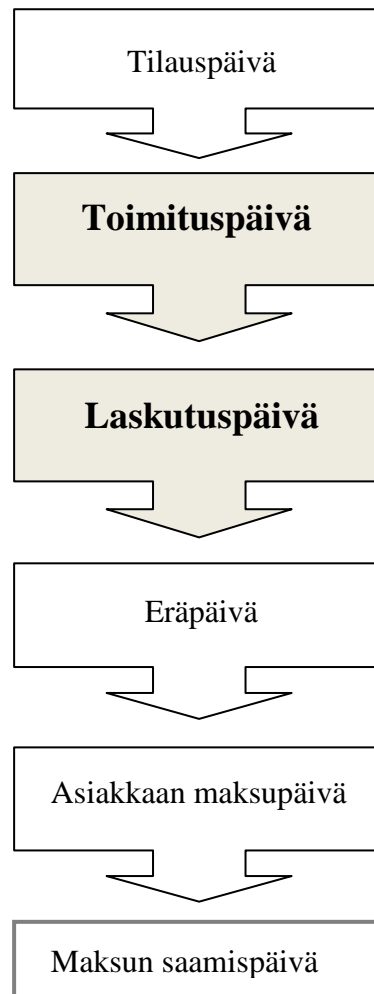 Tilauspäivä
Toimituspäivä
Laskutuspäivä
Eräpäivä
Asiakkaan maksupäivä
Maksun saamispäivä